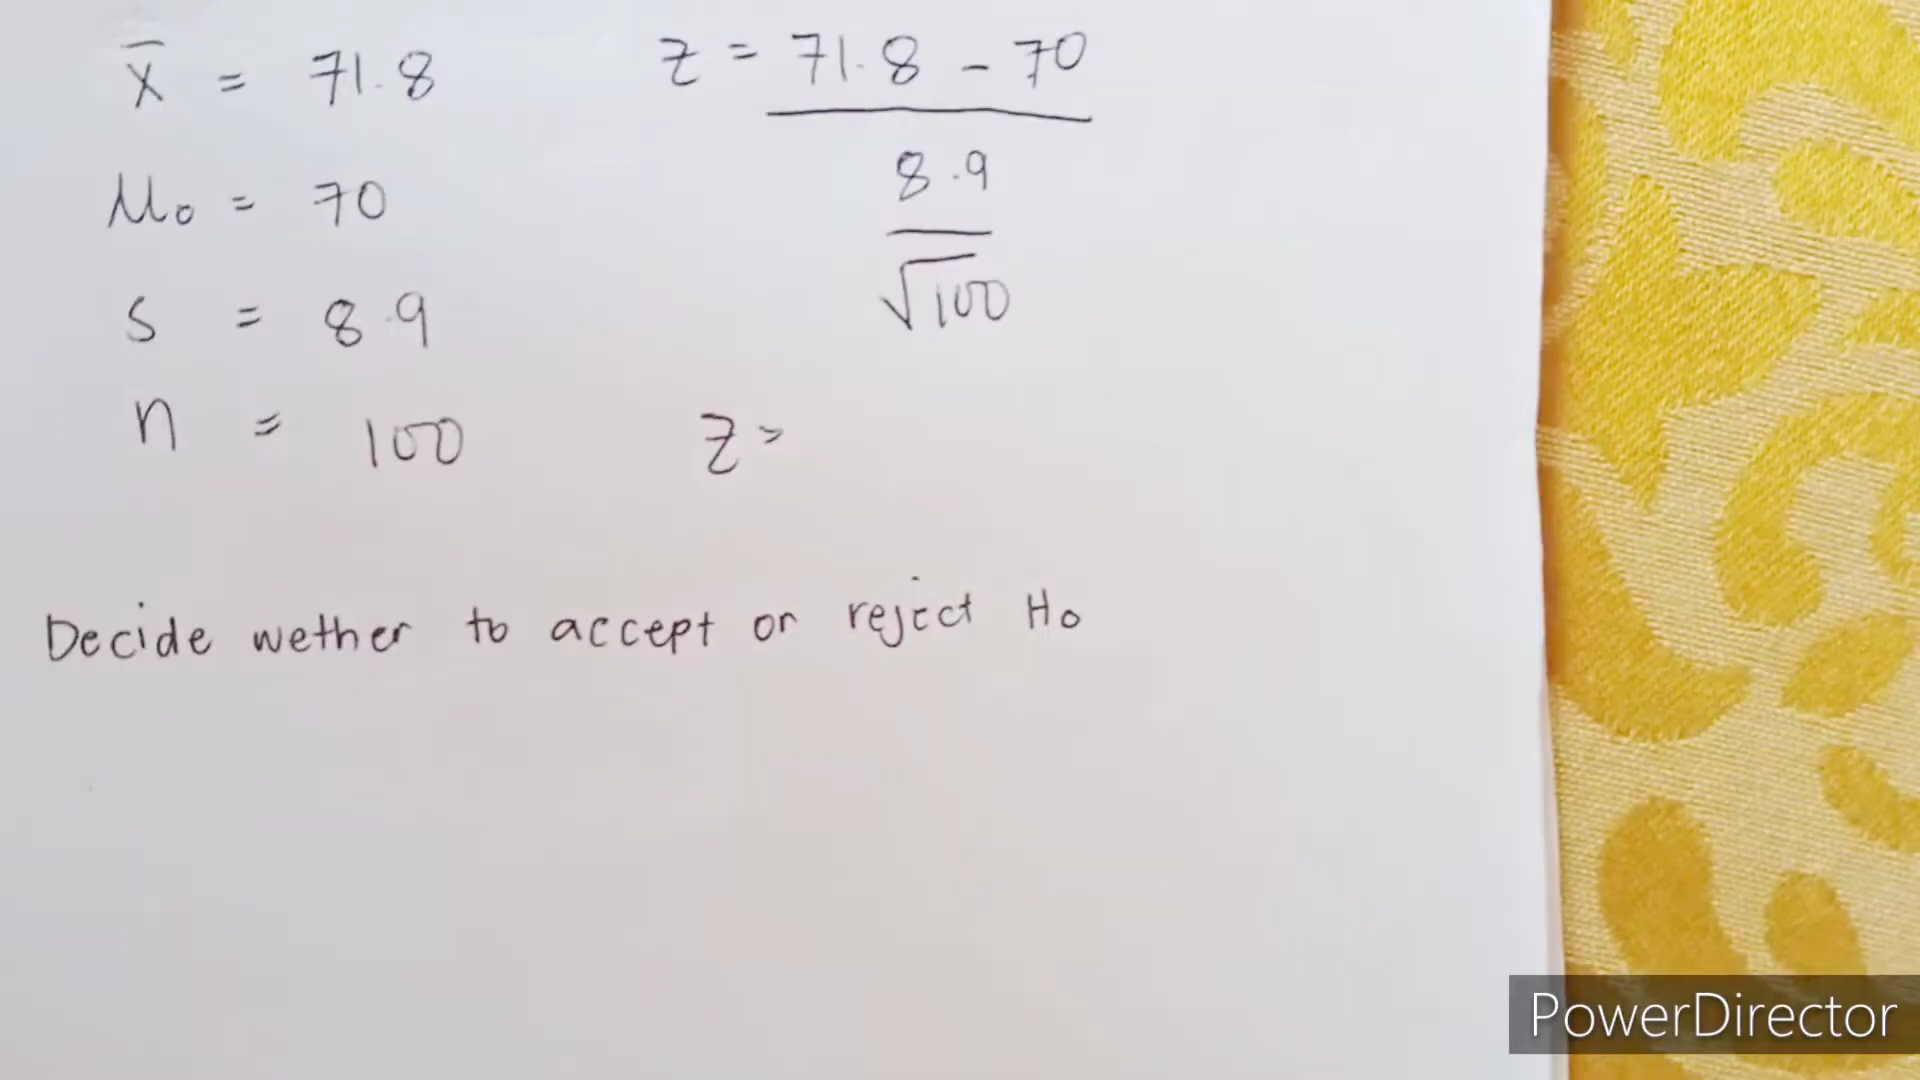 x̄ = 71.8
μ₀ = 70
s = 8.9
n = 100
z = 71.8 - 70
8.9
√100
z =
Decide wether to accept or reject H₀
PowerDirector